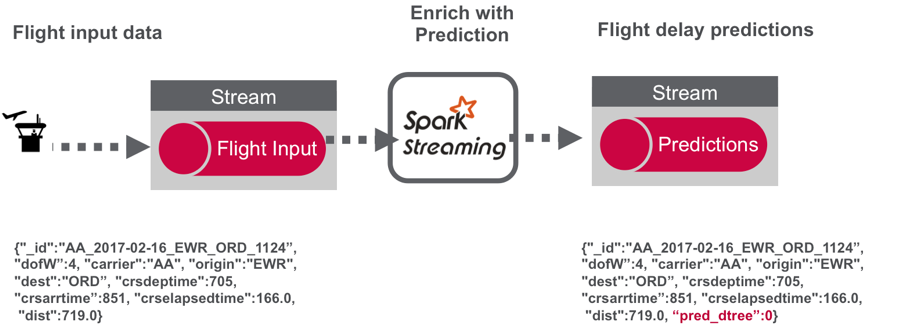 Flight input data
Enrich with
Prediction
Flight delay predictions
Stream
Flight Input
Spark
Streaming
Stream
Predictions
{"_id":"AA_2017-02-16_EWR_ORD_1124”,
"dofW”:4, "carrier":"AA", "origin":"EWR",
"dest":"ORD”, "crsdeptime":705,
"crsarrtime”:851, "crselapsedtime":166.0,
"dist":719.0}
{"_id":"AA_2017-02-16_EWR_ORD_1124”,
"dofW”:4, "carrier":"AA", "origin":"EWR",
"dest":"ORD”, "crsdeptime":705,
"crsarrtime”:851, "crselapsedtime":166.0,
"dist":719.0, “pred_dtree”:0}